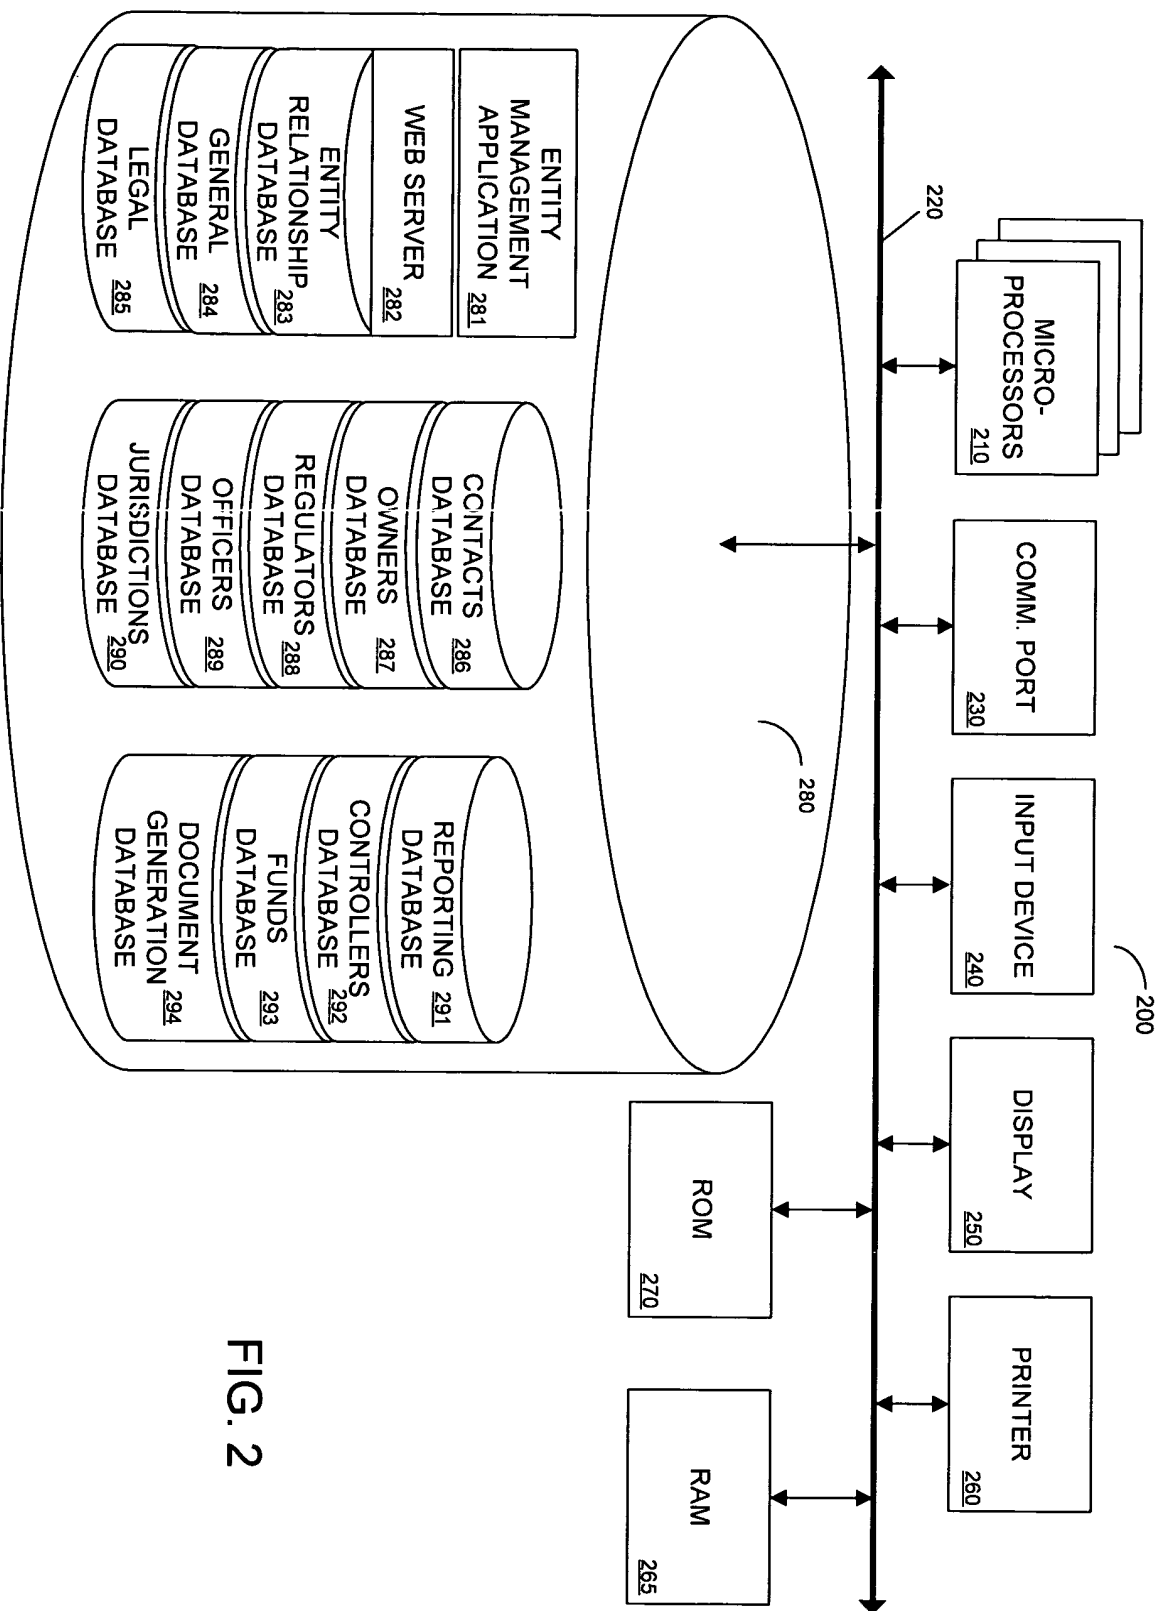 200
MICRO-
PROCESSORS
210
COMM. PORT
230
INPUT DEVICE
240
DISPLAY
250
PRINTER
260
220
280
ROM
270
RAM
265
ENTITY
MANAGEMENT
APPLICATION
281
WEB SERVER
282
ENTITY
RELATIONSHIP
DATABASE
283
GENERAL
DATABASE
284
LEGAL
DATABASE
285
CONTACTS
DATABASE
286
OWNERS
DATABASE
287
REGULATORS
DATABASE
288
OFFICERS
DATABASE
289
JURISDICTIONS
DATABASE
290
REPORTING
DATABASE
291
CONTROLLERS
DATABASE
292
FUNDS
DATABASE
293
DOCUMENT
GENERATION
DATABASE
294
FIG. 2